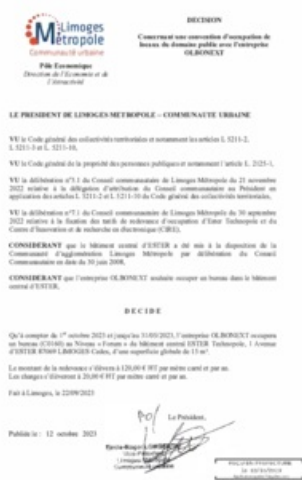 Limoges
Métropole
Communauté urbaine
Pôle Economique
Direction de l'Economie et de
l'attractivité
DECISION
Concernant une convention d'occupation de
locaux du domaine public avec l'entreprise
OLBONEXT
LE PRESIDENT DE LIMOGES METROPOLE – COMMUNAUTE URBAINE
VU le Code général des collectivités territoriales et notamment les articles L 5211-2,
L 5211-3 et L 5211-10,
VU le Code général de la propriété des personnes publiques et notamment l'article L 2125-1,
VU la délibération n°3.1 du Conseil communautaire de Limoges Métropole du 21 novembre
2022 relative à la délégation d'attribution du Conseil communautaire au Président en
application des articles L 5211-2 et L 5211-10 du Code général des collectivités territoriales,
VU la délibération n°7.1 du Conseil communautaire de Limoges Métropole du 30 septembre
2022 relative à la fixation des tarifs de redevance d'occupation d'Ester Technopole et du
Centre d'Innovation et de recherche en électronique (CIRE),
CONSIDERANT que le bâtiment central d'ESTER a été mis à la disposition de la
Communauté d'agglomération Limoges Métropole par délibération du Conseil
Communautaire en date du 30 juin 2008,
CONSIDERANT que l'entreprise OLBONEXT souhaite occuper un bureau dans le bâtiment
central d'ESTER,
D E C I D E
Qu'à compter du 1er octobre 2023 et jusqu'au 31/03/2023, l'entreprise OLBONEXT occupera
un bureau au Niveau « Forum » du bâtiment central ESTER Technopole, 1 Avenue
d'ESTER 87069 LIMOGES Cedex, d'une superficie globale de 15 m².
Le montant de la redevance s'élèvera à 120,00 € HT par mètre carré et par an.
Les charges s'élèveront à 20,00 € HT par mètre carré et par an.
Fait à Limoges, le 22/09/2023
Le Président,
Publiée le : 12 octobre 2023
Limoges Métropole
Communauté urbaine